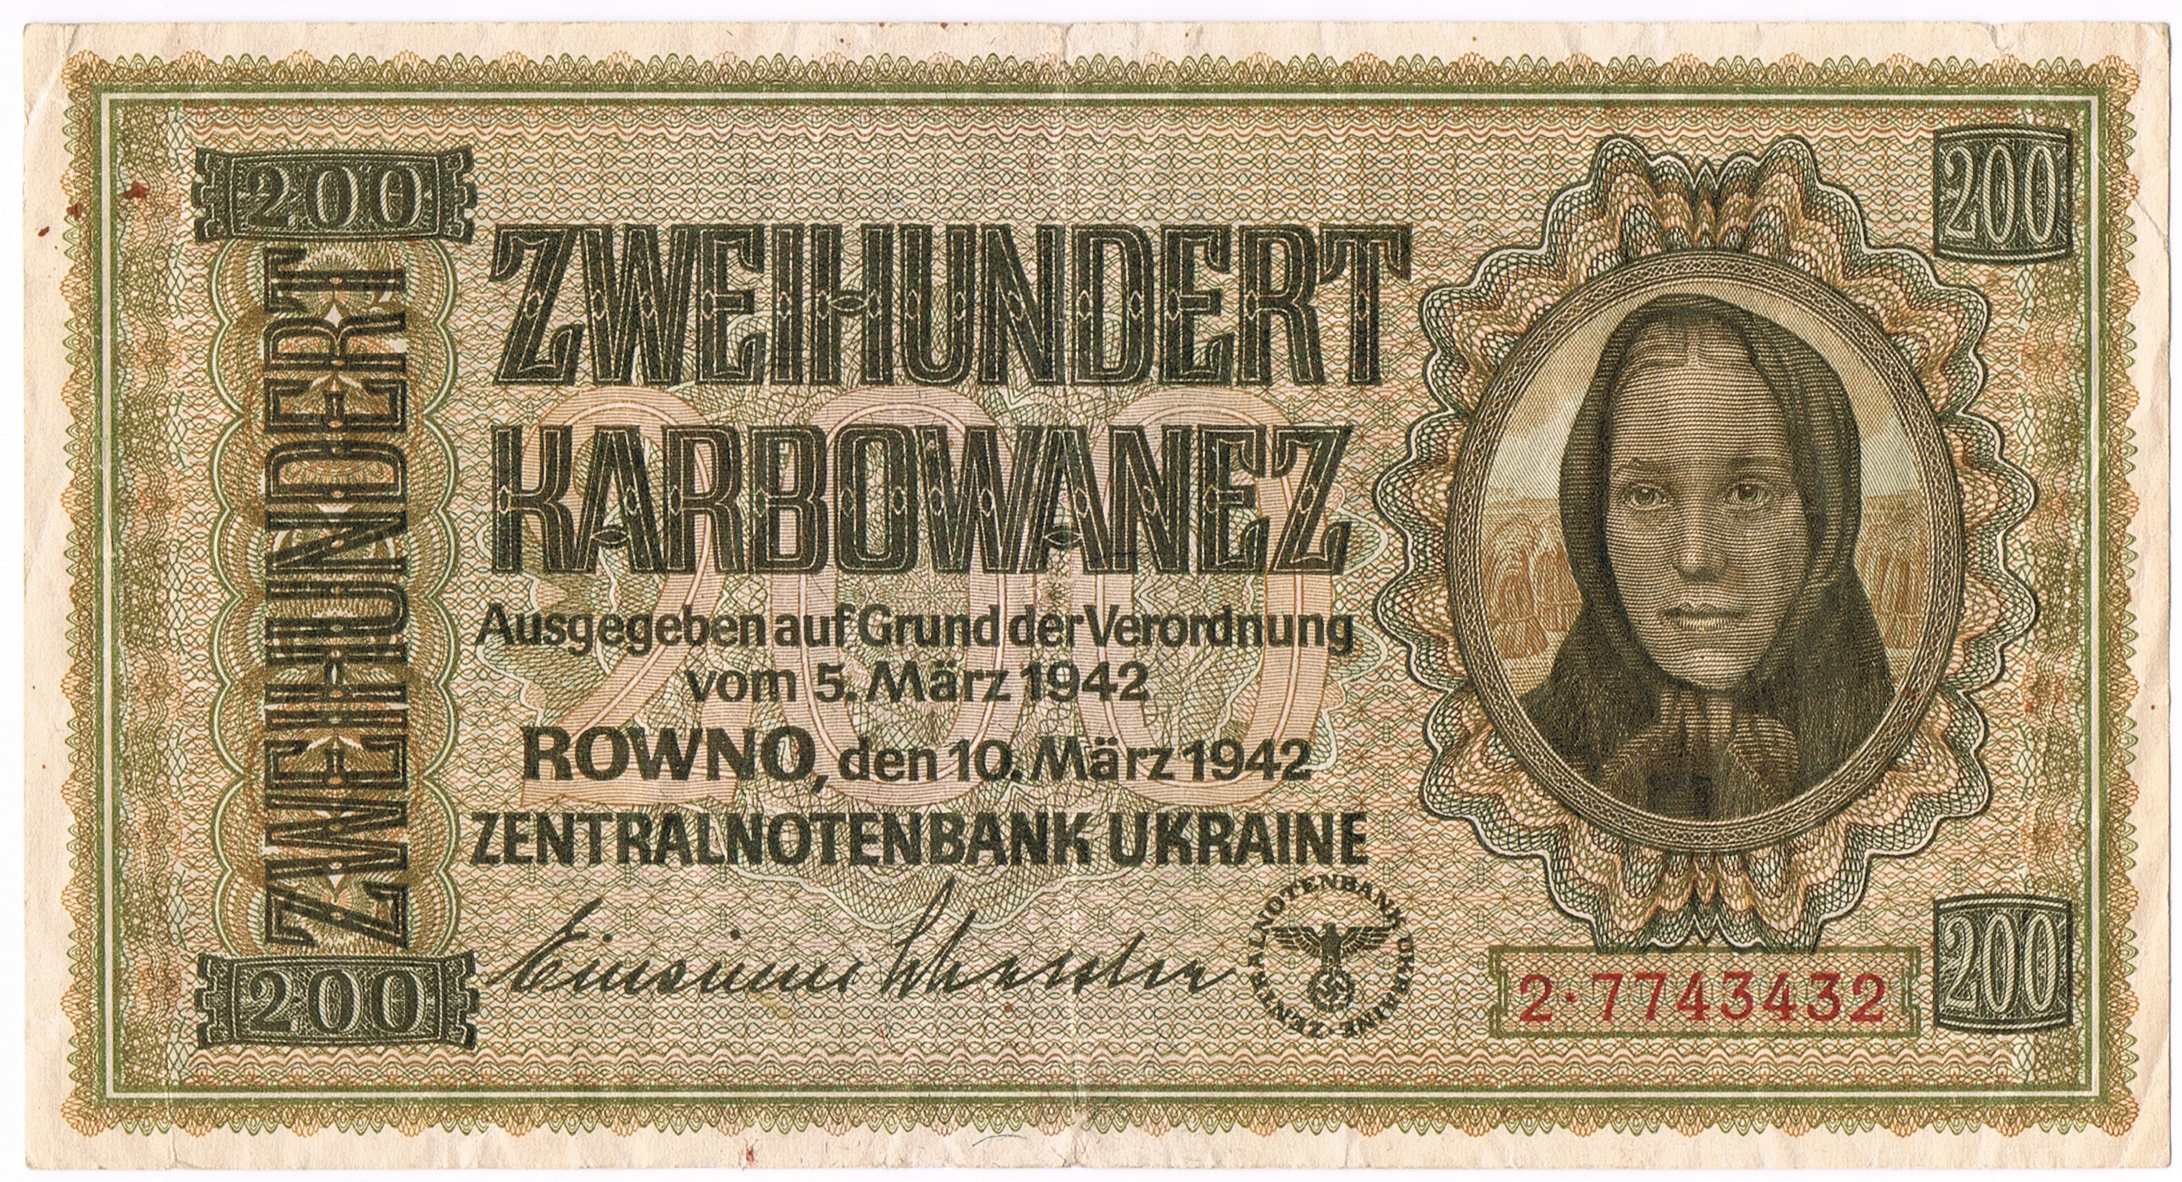 200
200
ZWEIHUNDERT
ZWEIHUNDERT
KARBOWANEZ
200
Ausgegeben auf Grund der Verordnung
vom 5. März 1942
ROWNO, den 10. März 1942
ZENTRALNOTENBANK UKRAINE
ZENTRALNOTENBANK UKRAINE · 
2·7743432
200
200